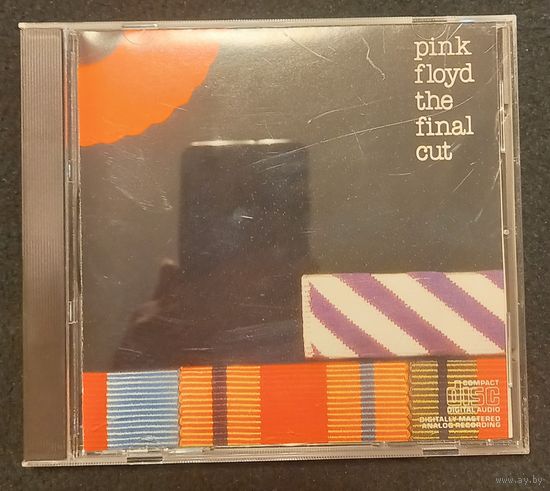 pink
floyd
the
final
cut
COMPACT
disc
DIGITAL AUDIO
DIGITALLY MASTERED
ANALOG RECORDING
www.ay.by